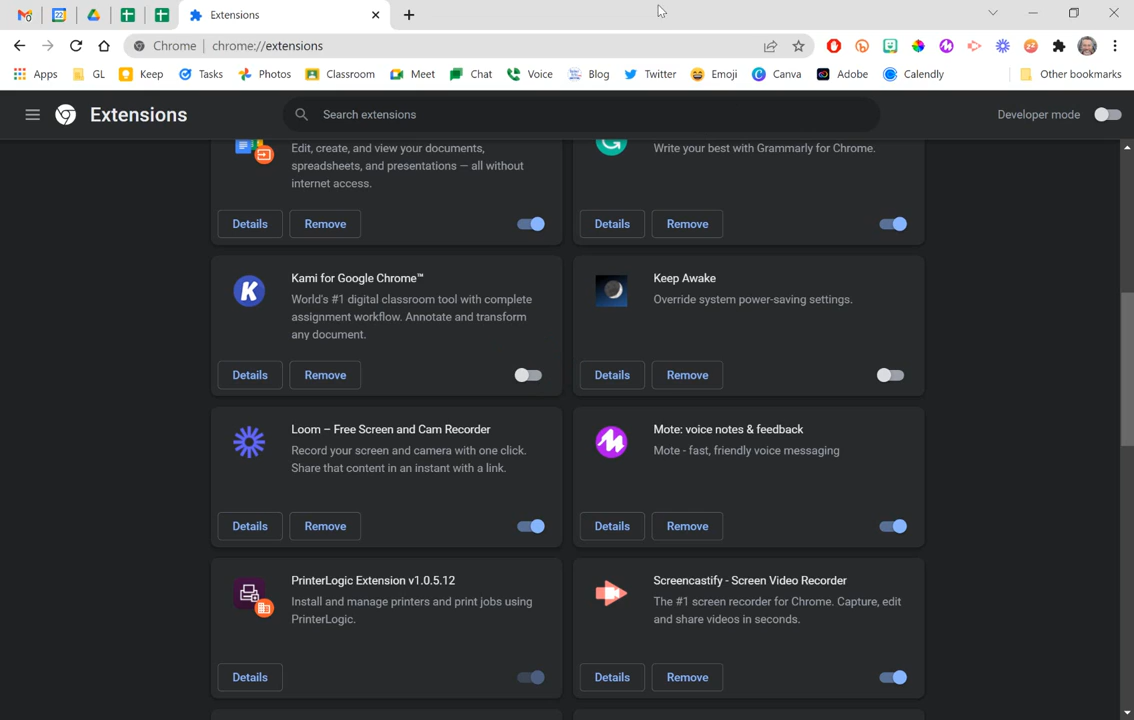 22
Extensions
Chrome | chrome://extensions
Apps GL Keep Tasks Photos Classroom Meet Chat Voice Blog Twitter Emoji Canva Adobe Calendly Other bookmarks
Extensions
Search extensions
Developer mode
Edit, create, and view your documents,
spreadsheets, and presentations — all without
internet access.
Details Remove
Write your best with Grammarly for Chrome.
Details Remove
Kami for Google Chrome™
World's #1 digital classroom tool with complete
assignment workflow. Annotate and transform
any document.
Details Remove
Keep Awake
Override system power-saving settings.
Details Remove
Loom – Free Screen and Cam Recorder
Record your screen and camera with one click.
Share that content in an instant with a link.
Details Remove
Mote: voice notes & feedback
Mote - fast, friendly voice messaging
Details Remove
PrinterLogic Extension v1.0.5.12
Install and manage printers and print jobs using
PrinterLogic.
Details
Screencastify - Screen Video Recorder
The #1 screen recorder for Chrome. Capture, edit
and share videos in seconds.
Details Remove